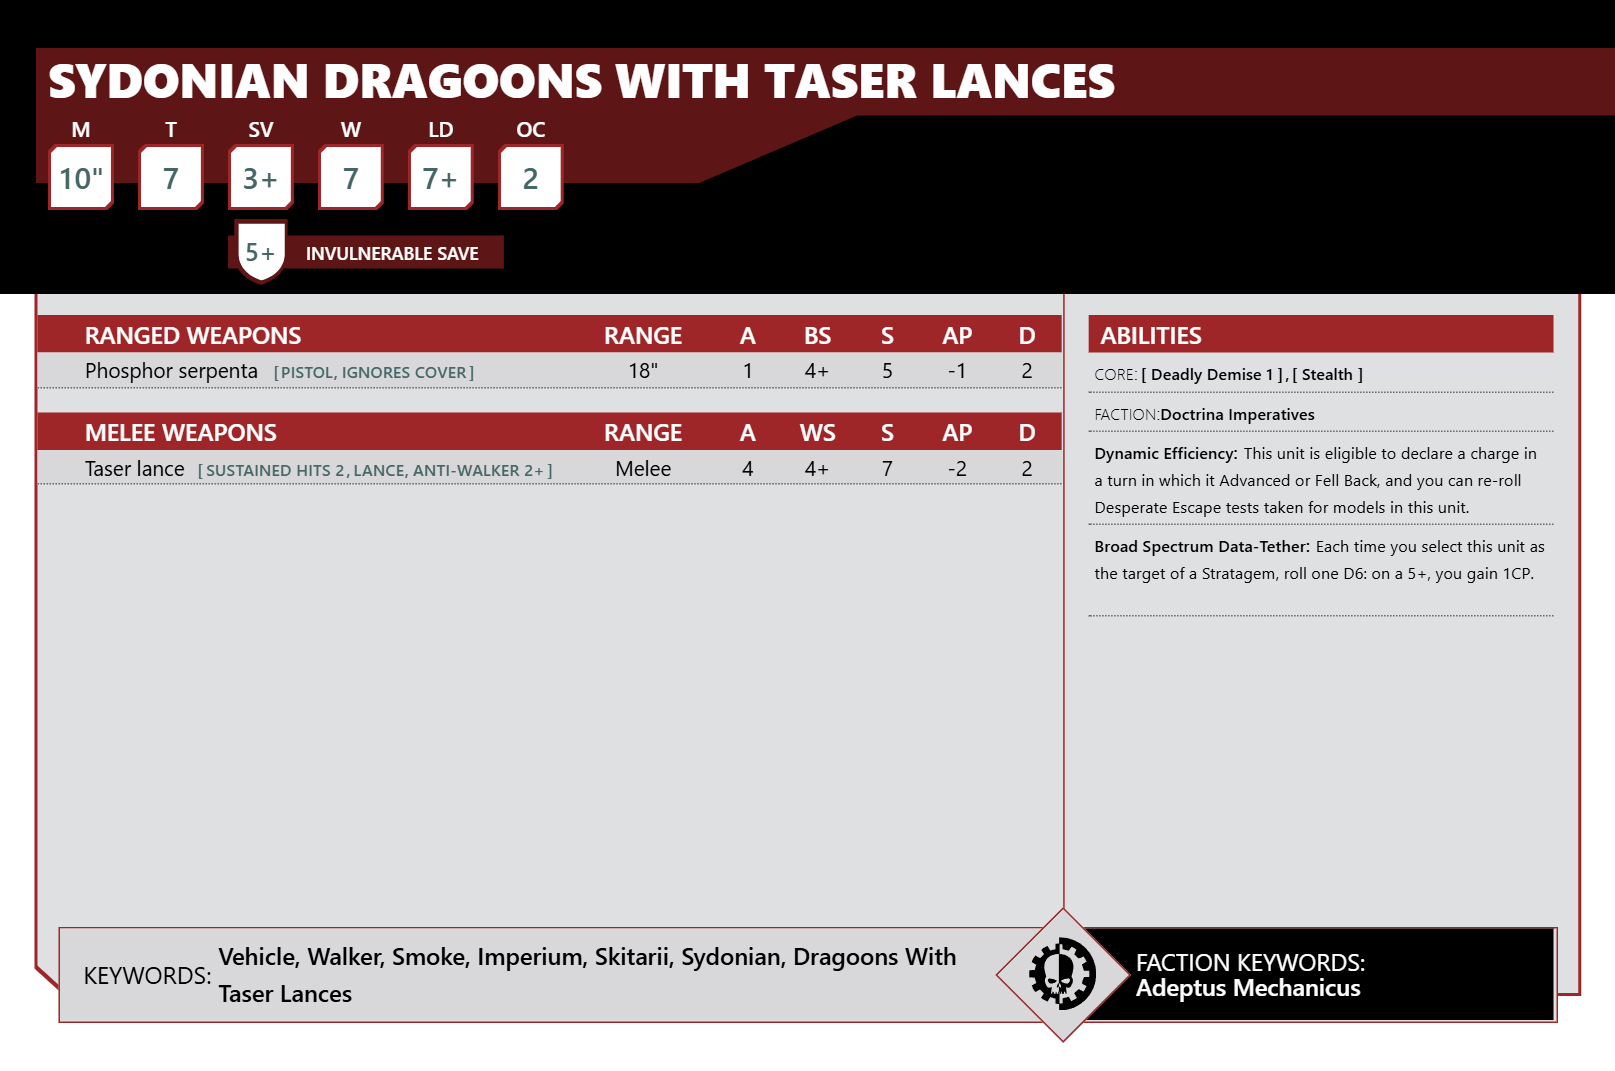 SYDONIAN DRAGOONS WITH TASER LANCES
M T SV W LD OC
10" 7 3+ 7 7+ 2
5+ INVULNERABLE SAVE
RANGED WEAPONS RANGE A BS S AP D
Phosphor serpenta [PISTOL, IGNORES COVER] 18" 1 4+ 5 -1 2
MELEE WEAPONS RANGE A WS S AP D
Taser lance [SUSTAINED HITS 2, LANCE, ANTI-WALKER 2+] Melee 4 4+ 7 -2 2
ABILITIES
CORE: [ Deadly Demise 1 ] , [ Stealth ]
FACTION:Doctrina Imperatives
Dynamic Efficiency: This unit is eligible to declare a charge in
a turn in which it Advanced or Fell Back, and you can re-roll
Desperate Escape tests taken for models in this unit.
Broad Spectrum Data-Tether: Each time you select this unit as
the target of a Stratagem, roll one D6: on a 5+, you gain 1CP.
KEYWORDS: Vehicle, Walker, Smoke, Imperium, Skitarii, Sydonian, Dragoons With
Taser Lances
FACTION KEYWORDS:
Adeptus Mechanicus